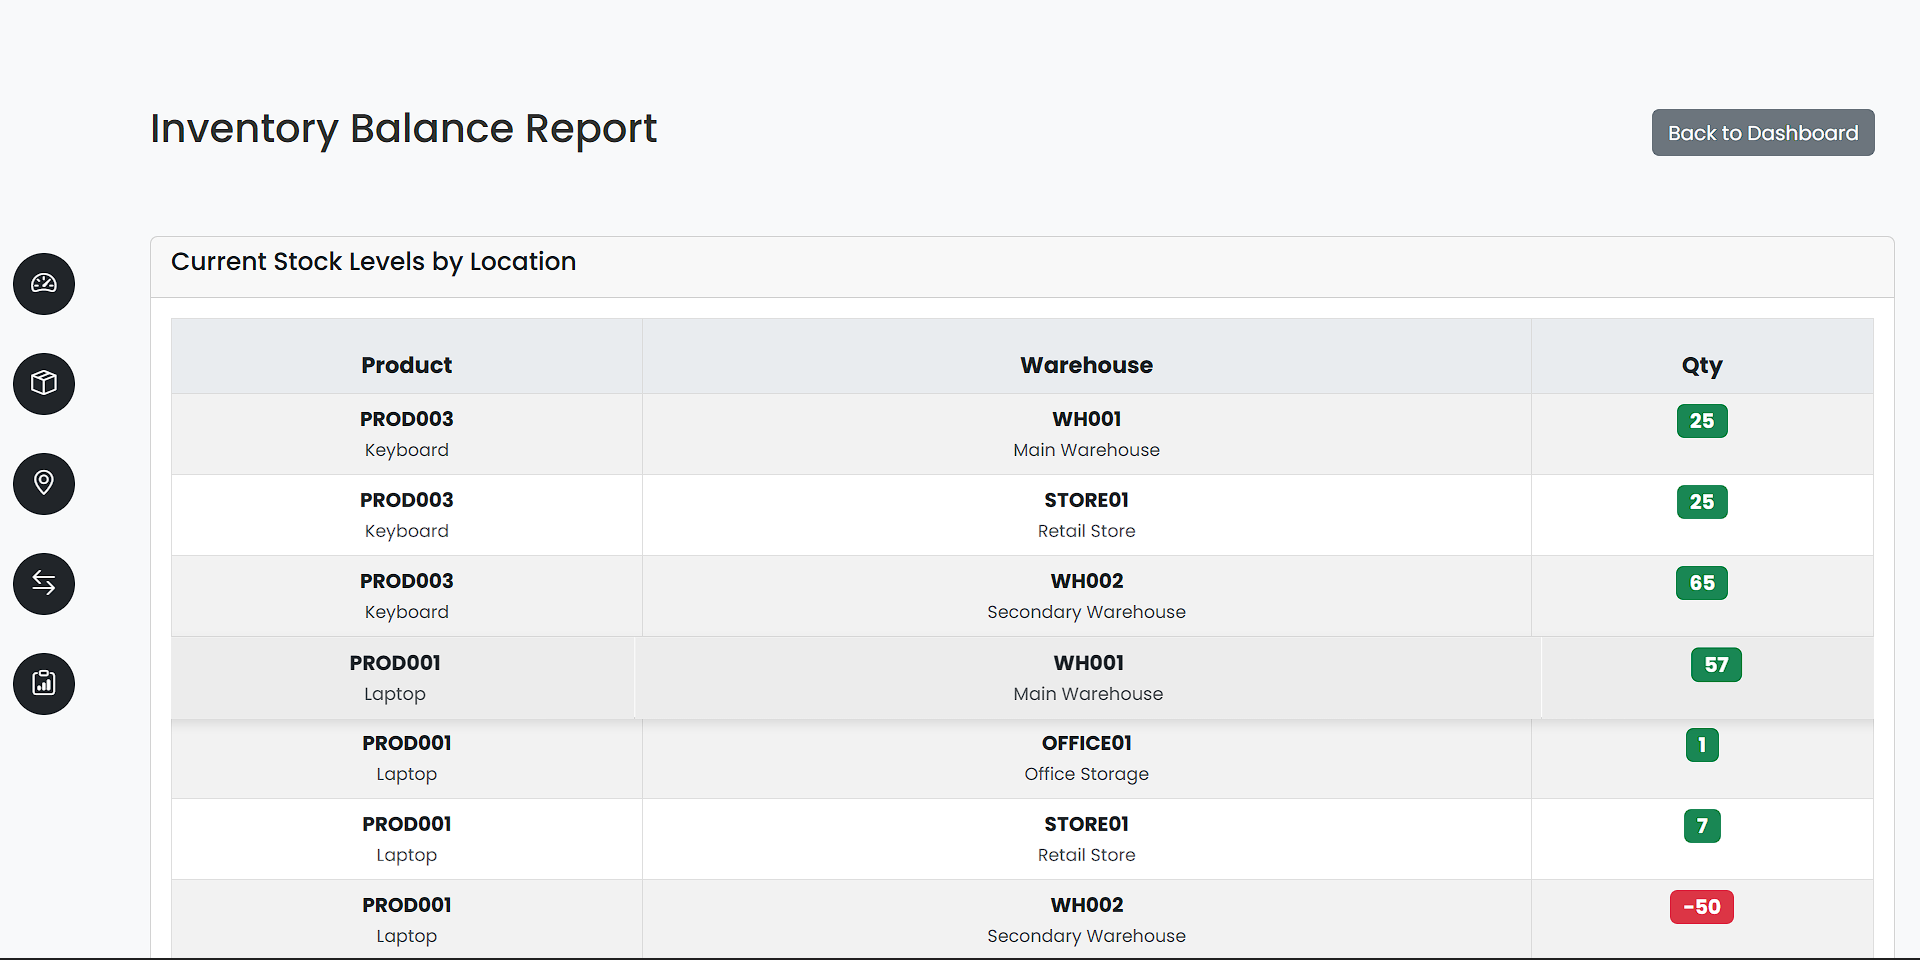 Inventory Balance Report
Back to Dashboard
Current Stock Levels by Location
Product Warehouse Qty
PROD003 WH001 25
Keyboard Main Warehouse
PROD003 STORE01 25
Keyboard Retail Store
PROD003 WH002 65
Keyboard Secondary Warehouse
PROD001 WH001 57
Laptop Main Warehouse
PROD001 OFFICE01 1
Laptop Office Storage
PROD001 STORE01 7
Laptop Retail Store
PROD001 WH002 -50
Laptop Secondary Warehouse